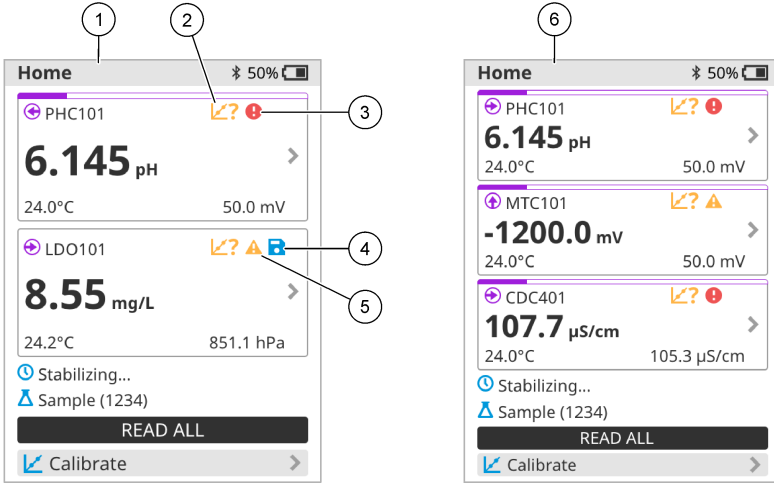 1
2
6
Home 50%
PHC101 ?
3
6.145 pH
24.0°C 50.0 mV
LDO101 ?
4
8.55 mg/L
5
24.2°C 851.1 hPa
Stabilizing...
Sample (1234)
READ ALL
Calibrate
Home 50%
PHC101 ?
6.145 pH
24.0°C 50.0 mV
MTC101 ?
-1200.0 mV
24.0°C 50.0 mV
CDC401 ?
107.7 µS/cm
24.0°C 105.3 µS/cm
Stabilizing...
Sample (1234)
READ ALL
Calibrate